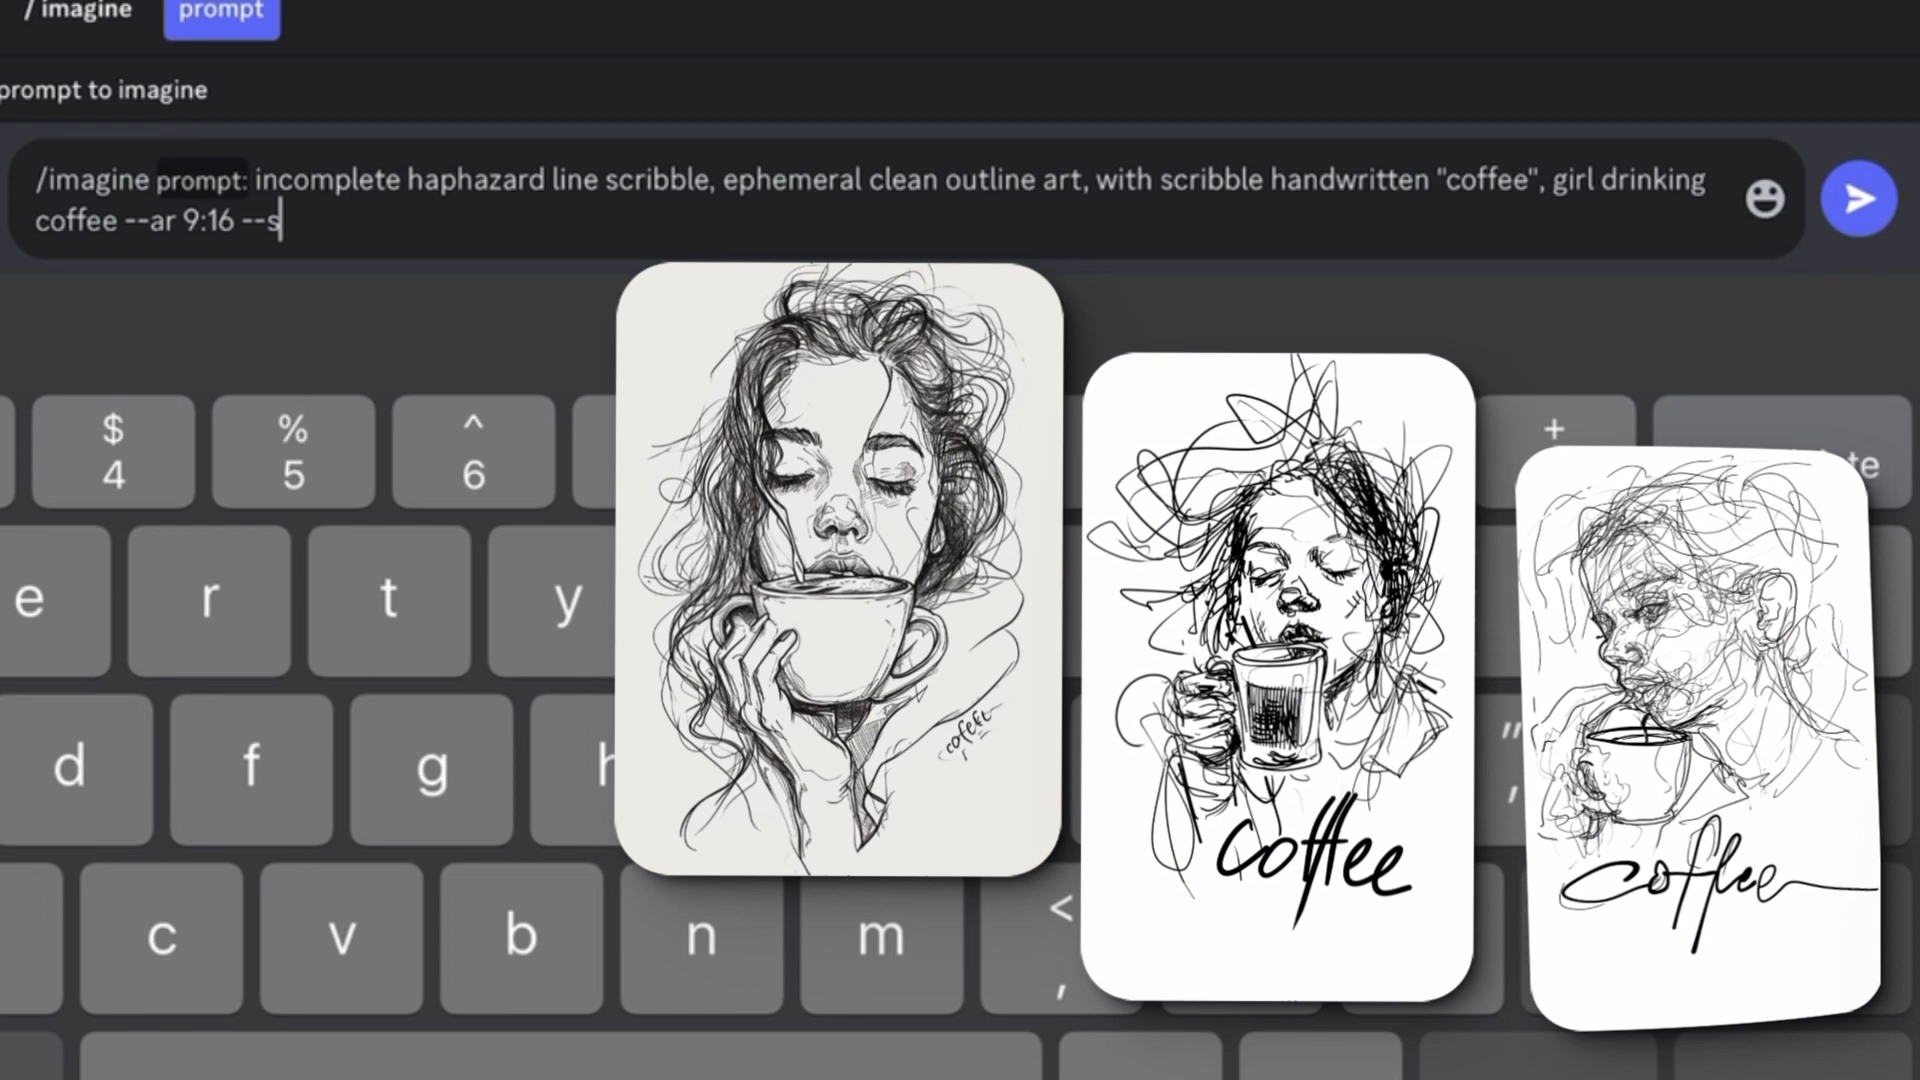 / imagine prompt
prompt to imagine
/imagine prompt: incomplete haphazard line scribble, ephemeral clean outline art, with scribble handwritten "coffee", girl drinking
coffee --ar 9:16 --s
$ % ^ +
4 5 6
e r t y
d f g h "
,
c v b n m <
,
coffee
coffee